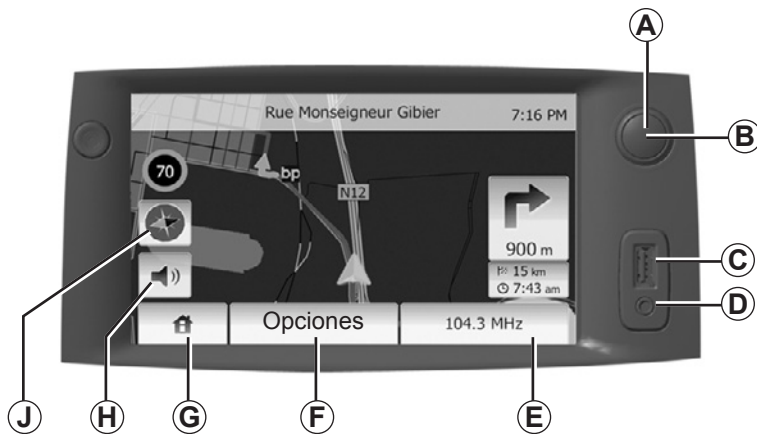 A
Rue Monseigneur Gibier 7:16 PM
B
70
bp
N12
900 m
15 km
7:43 am
C
D
Opciones
104.3 MHz
J
H
G
F
E